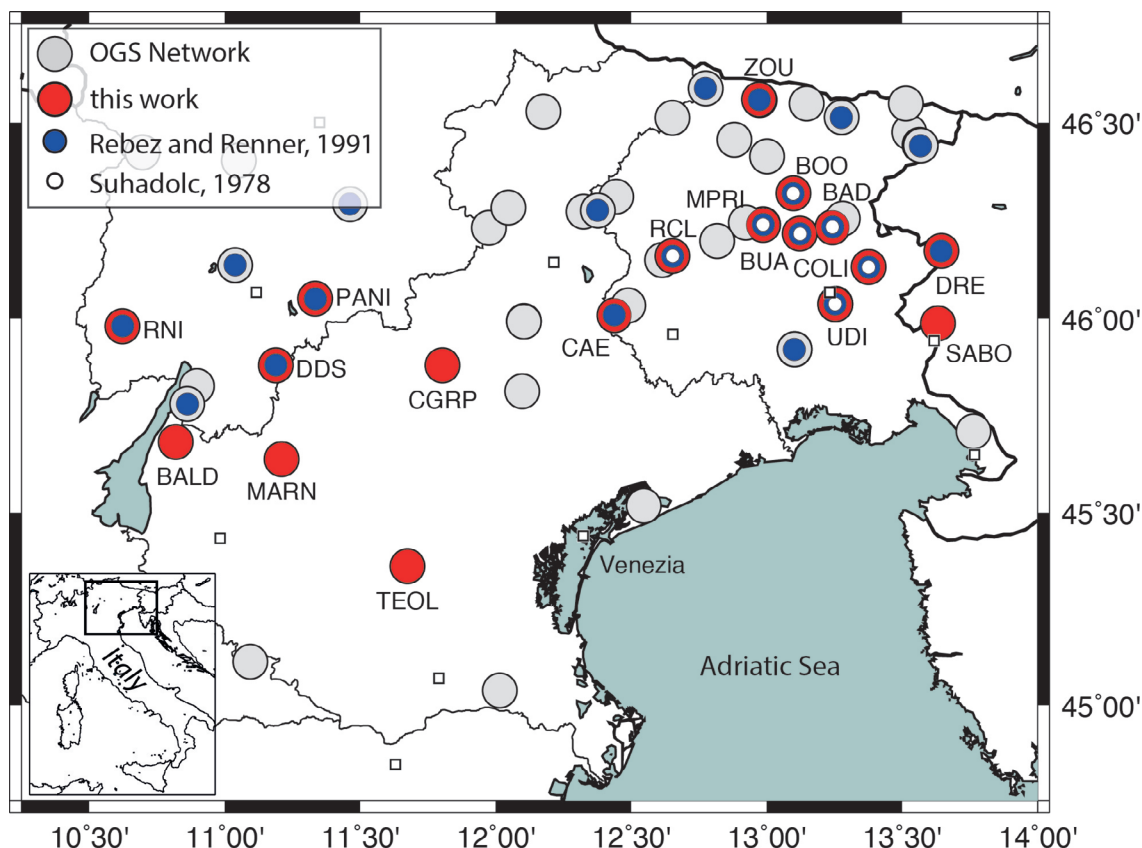 OGS Network
this work
Rebez and Renner, 1991
Suhadolc, 1978
ZOU
BOO
MPRI
BAD
RCL
BUA
COLI
DRE
PANI
RNI
CAE
UDI
SABO
DDS
CGRP
BALD
MARN
TEOL
Venezia
Adriatic Sea
Italy
46°30'
46°00'
45°30'
45°00'
10°30' 11°00' 11°30' 12°00' 12°30' 13°00' 13°30' 14°00'